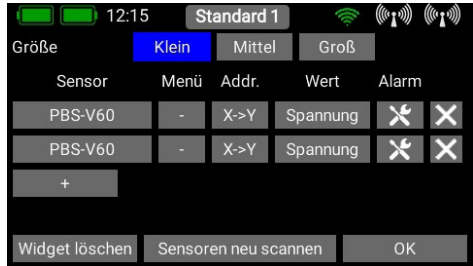 12:15 Standard 1
Größe Klein Mittel Groß
Sensor Menü Addr. Wert Alarm
PBS-V60 - X->Y Spannung
PBS-V60 - X->Y Spannung
+
Widget löschen Sensoren neu scannen OK